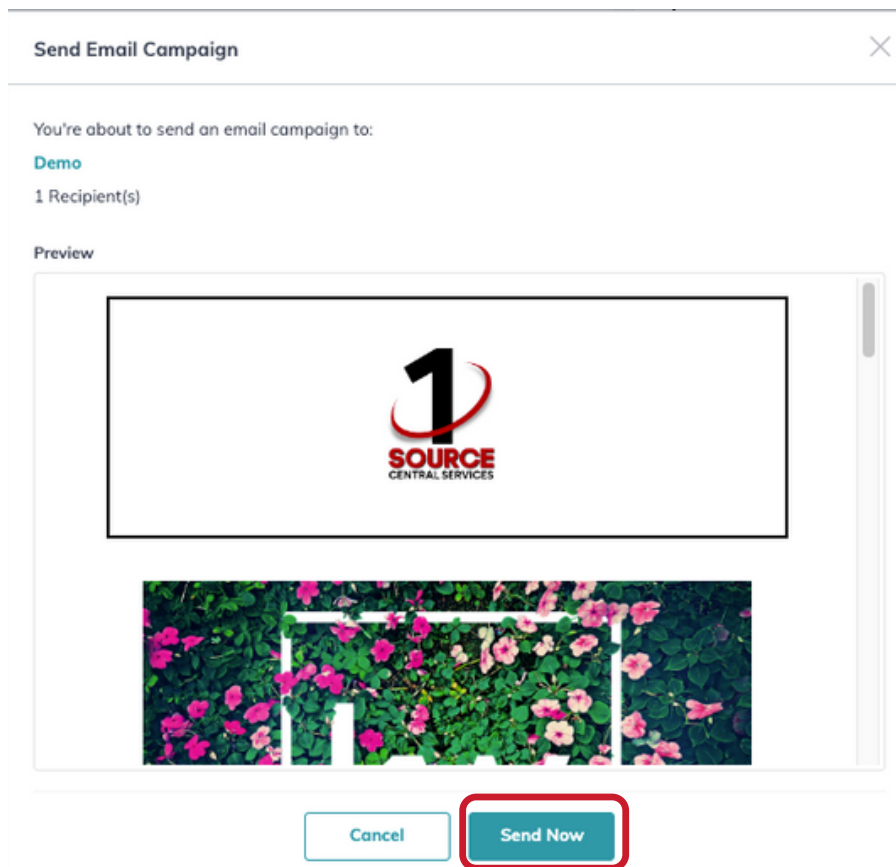 Send Email Campaign
You're about to send an email campaign to:
Demo
1 Recipient(s)
Preview
1
SOURCE
CENTRAL SERVICES
Cancel
Send Now